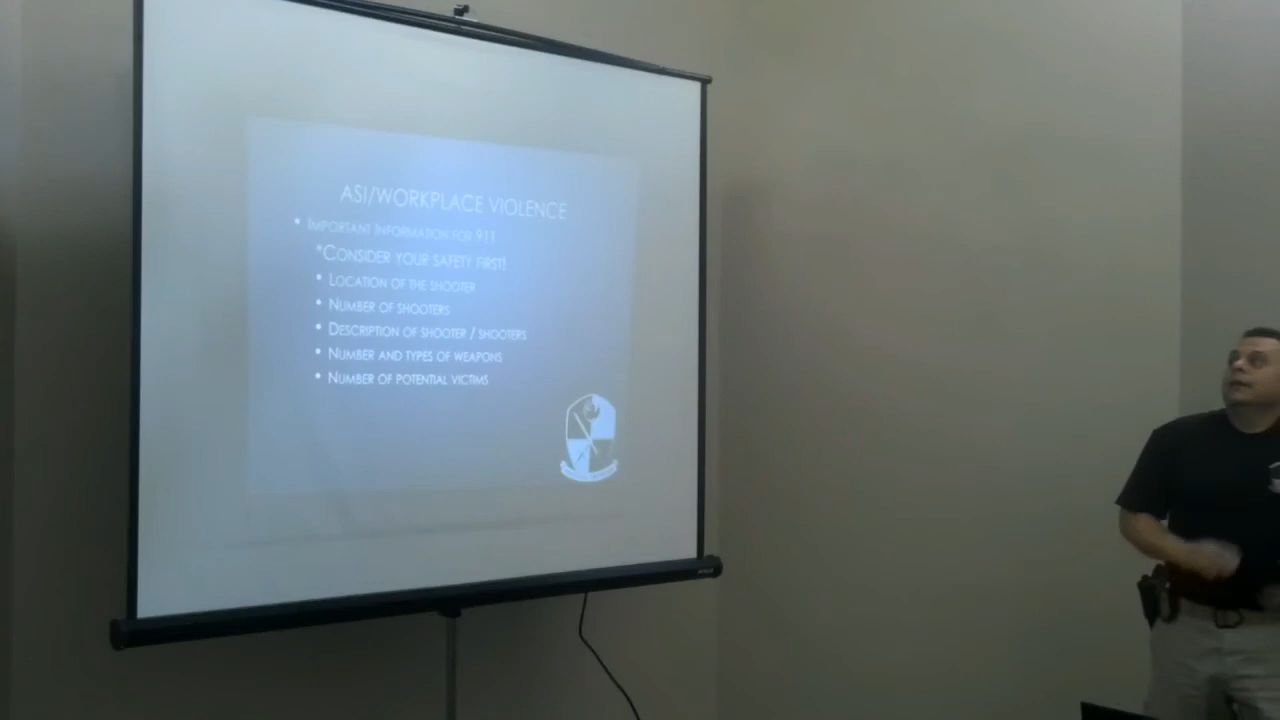 ASI/WORKPLACE VIOLENCE
• IMPORTANT INFORMATION FOR 911
*CONSIDER YOUR SAFETY FIRST!
• LOCATION OF THE SHOOTER
• NUMBER OF SHOOTERS
• DESCRIPTION OF SHOOTER / SHOOTERS
• NUMBER AND TYPES OF WEAPONS
• NUMBER OF POTENTIAL VICTIMS